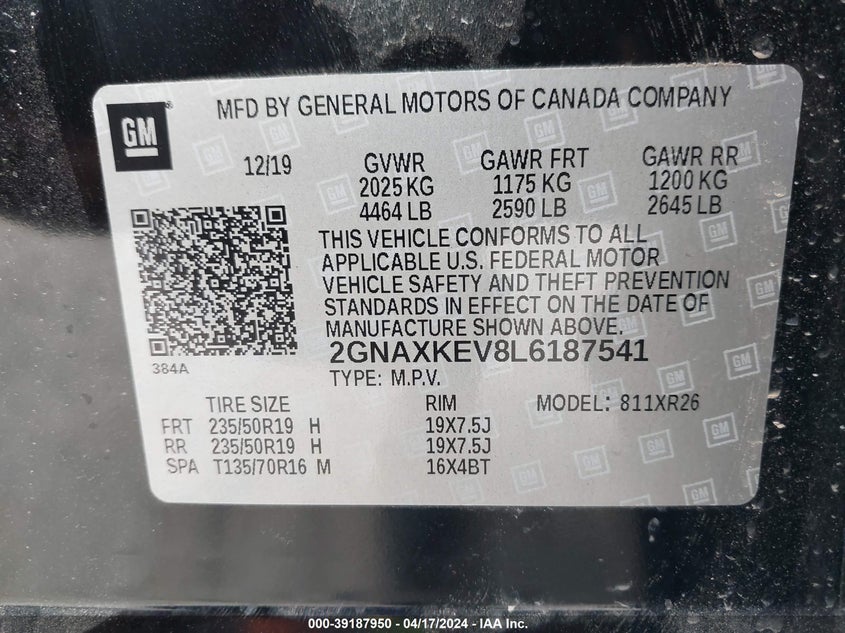 GM
MFD BY GENERAL MOTORS OF CANADA COMPANY
12/19 GVWR GAWR FRT GAWR RR
2025 KG 1175 KG 1200 KG
4464 LB 2590 LB 2645 LB
THIS VEHICLE CONFORMS TO ALL
APPLICABLE U.S. FEDERAL MOTOR
VEHICLE SAFETY AND THEFT PREVENTION
STANDARDS IN EFFECT ON THE DATE OF
MANUFACTURE SHOWN ABOVE.
384A
2GNAXKEV8L6187541
TYPE: M.P.V.
TIRE SIZE RIM MODEL: 811XR26
FRT 235/50R19 H 19X7.5J
RR 235/50R19 H 19X7.5J
SPA T135/70R16 M 16X4BT
000-39187950 — 04/17/2024 — IAA Inc.